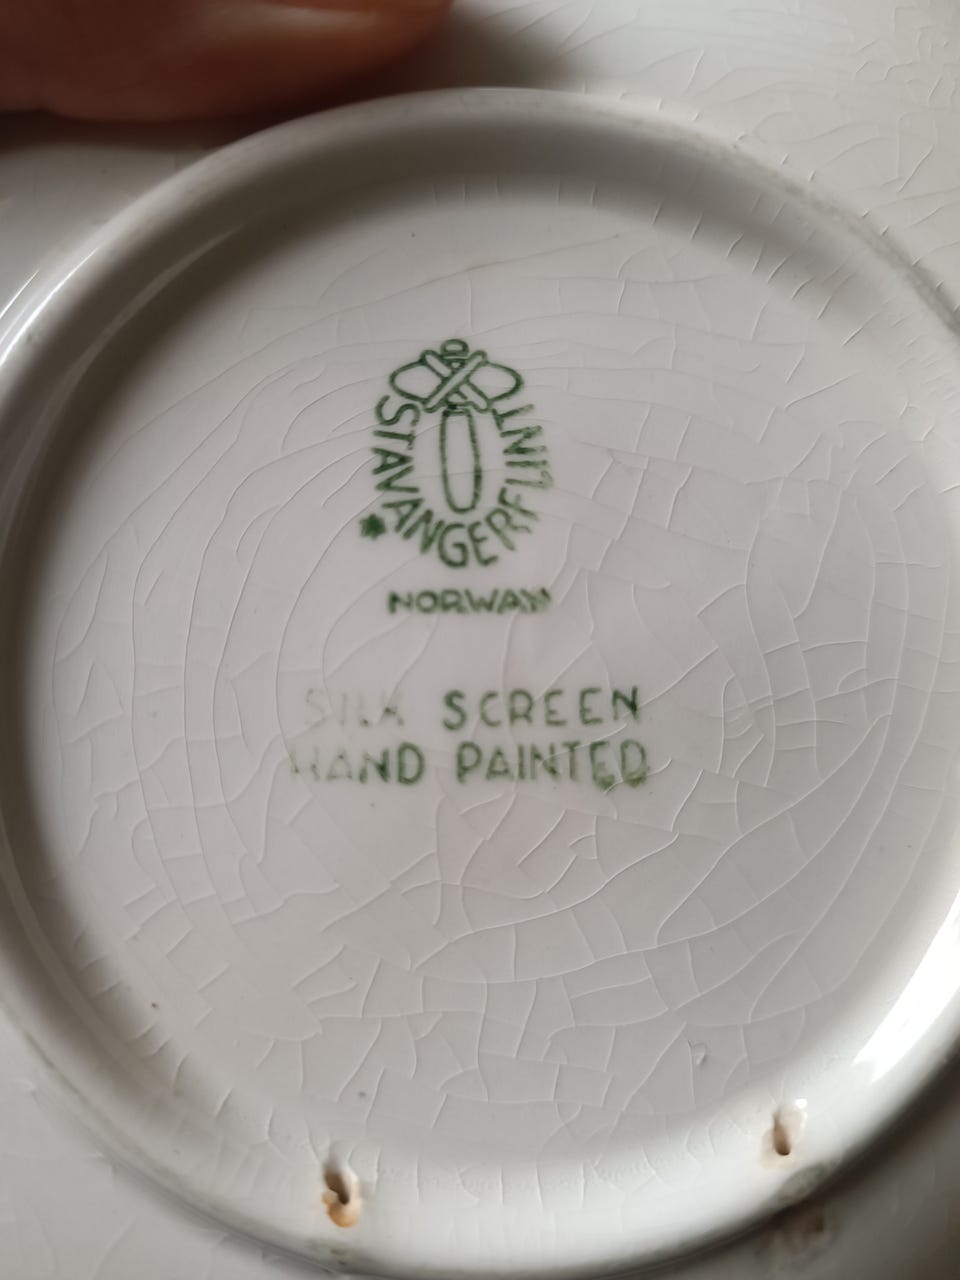 STAVANGERFLINT
NORWAY
SILK SCREEN
HAND PAINTED